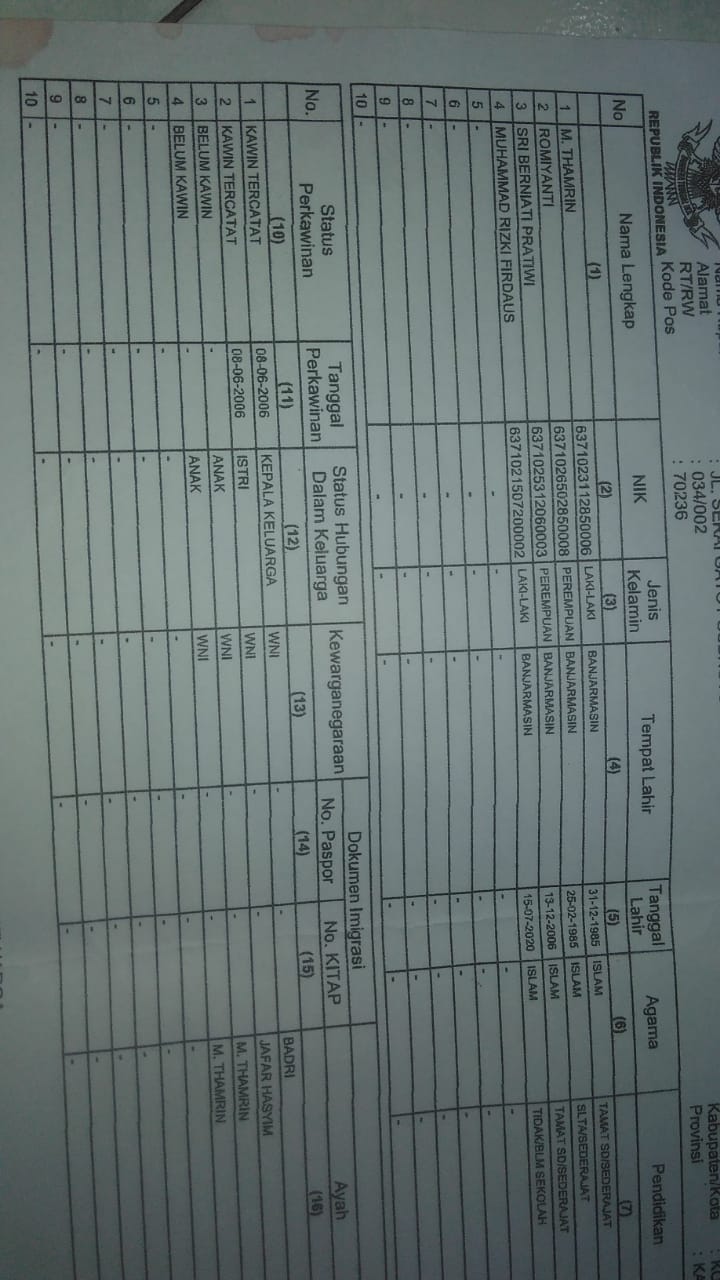 REPUBLIK INDONESIA
Alamat : JL.
RT/RW : 034/002
Kode Pos : 70236
Kabupaten/Kota :
Provinsi :
No Nama Lengkap NIK Jenis Kelamin Tempat Lahir Tanggal Lahir Agama Pendidikan
(1) (2) (3) (4) (5) (6) (7)
1 M. THAMRIN 6371023112850006 LAKI-LAKI BANJARMASIN 31-12-1985 ISLAM TAMAT SD/SEDERAJAT
2 ROMIYANTI 6371026502850008 PEREMPUAN BANJARMASIN 25-02-1985 ISLAM SLTA/SEDERAJAT
3 SRI BERNIATI PRATIWI 6371025312060003 PEREMPUAN BANJARMASIN 13-12-2006 ISLAM TAMAT SD/SEDERAJAT
4 MUHAMMAD RIZKI FIRDAUS 6371021507200002 LAKI-LAKI BANJARMASIN 15-07-2020 ISLAM TIDAK/BLM SEKOLAH
5 - - - - - - -
6 - - - - - - -
7 - - - - - - -
8 - - - - - - -
9 - - - - - - -
10 - - - - - - -
No. Status Perkawinan Tanggal Perkawinan Status Hubungan Dalam Keluarga Kewarganegaraan Dokumen Imigrasi
No. Paspor No. KITAP Ayah
(10) (11) (12) (13) (14) (15) (16)
1 KAWIN TERCATAT 08-06-2006 KEPALA KELUARGA WNI - - BADRI
2 KAWIN TERCATAT 08-06-2006 ISTRI WNI - - JAFAR HASYIM
3 BELUM KAWIN - ANAK WNI - - M. THAMRIN
4 BELUM KAWIN - ANAK WNI - - M. THAMRIN
5 - - - - - - -
6 - - - - - - -
7 - - - - - - -
8 - - - - - - -
9 - - - - - - -
10 - - - - - - -